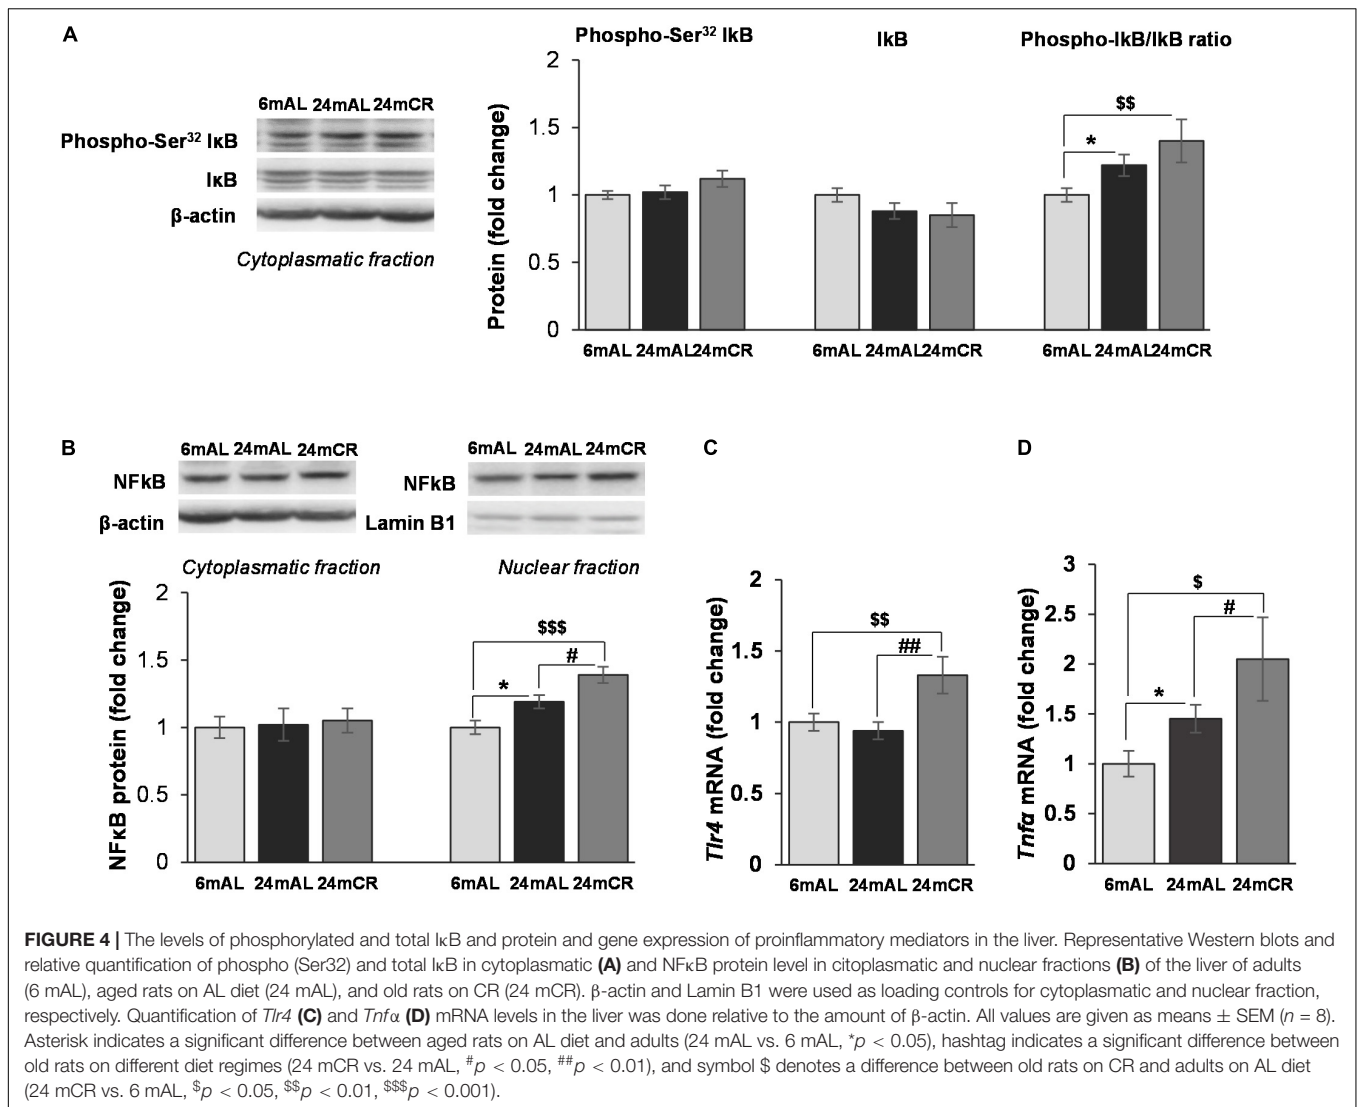 A
Phospho-Ser³² IkB
IkB
Phospho-IkB/IkB ratio
6mAL 24mAL 24mCR
Phospho-Ser³² IκB
IκB
β-actin
Cytoplasmatic fraction
Protein (fold change)
2
1.5
1
0.5
0
$$
*
6mAL 24mAL24mCR
6mAL 24mAL24mCR
6mAL 24mAL24mCR
B
6mAL 24mAL 24mCR
NFkB
β-actin
Cytoplasmatic fraction
6mAL 24mAL 24mCR
NFkB
Lamin B1
Nuclear fraction
NFκB protein (fold change)
2
1.5
1
0.5
0
$$$
#
*
6mAL 24mAL 24mCR
6mAL 24mAL 24mCR
C
Tlr4 mRNA (fold change)
2
1.5
1
0.5
0
$$
##
6mAL 24mAL 24mCR
D
Tnfα mRNA (fold change)
3
2.5
2
1.5
1
0.5
0
$
#
*
6mAL 24mAL 24mCR
FIGURE 4 | The levels of phosphorylated and total IκB and protein and gene expression of proinflammatory mediators in the liver. Representative Western blots and
relative quantification of phospho (Ser32) and total IκB in cytoplasmatic (A) and NFκB protein level in citoplasmatic and nuclear fractions (B) of the liver of adults
(6 mAL), aged rats on AL diet (24 mAL), and old rats on CR (24 mCR). β-actin and Lamin B1 were used as loading controls for cytoplasmatic and nuclear fraction,
respectively. Quantification of Tlr4 (C) and Tnfα (D) mRNA levels in the liver was done relative to the amount of β-actin. All values are given as means ± SEM (n = 8).
Asterisk indicates a significant difference between aged rats on AL diet and adults (24 mAL vs. 6 mAL, *p < 0.05), hashtag indicates a significant difference between
old rats on different diet regimes (24 mCR vs. 24 mAL, #p < 0.05, ##p < 0.01), and symbol $ denotes a difference between old rats on CR and adults on AL diet
(24 mCR vs. 6 mAL, $p < 0.05, $$p < 0.01, $$$p < 0.001).